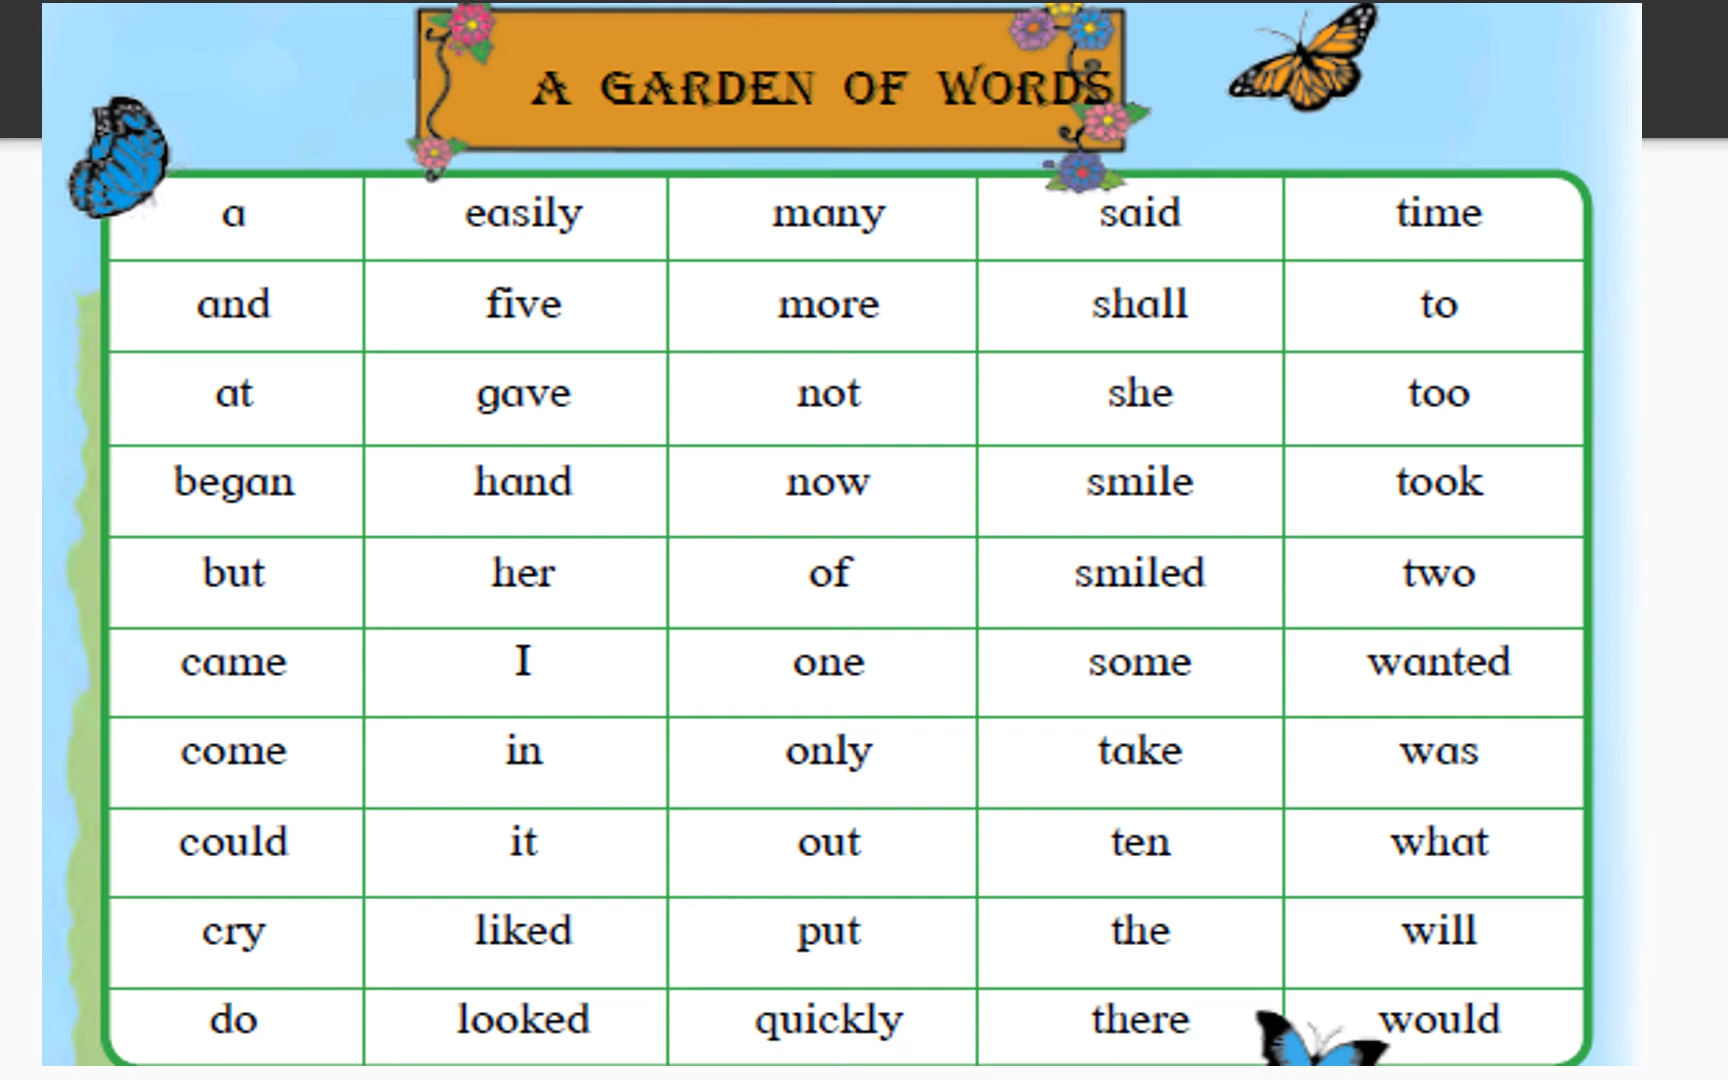 A GARDEN OF WORDS
a easily many said time
and five more shall to
at gave not she too
began hand now smile took
but her of smiled two
came I one some wanted
come in only take was
could it out ten what
cry liked put the will
do looked quickly there would